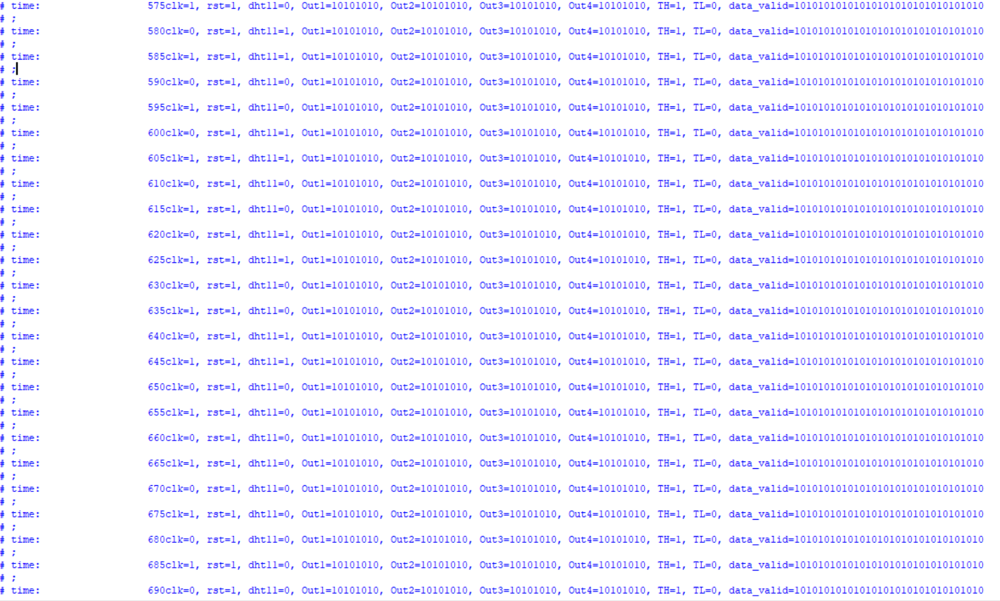 # time:                  575clk=1, rst=1, dht11=0, Out1=10101010, Out2=10101010, Out3=10101010, Out4=10101010, TH=1, TL=0, data_valid=10101010101010101010101010101010
# ;
# time:                  580clk=0, rst=1, dht11=1, Out1=10101010, Out2=10101010, Out3=10101010, Out4=10101010, TH=1, TL=0, data_valid=10101010101010101010101010101010
# ;
# time:                  585clk=1, rst=1, dht11=1, Out1=10101010, Out2=10101010, Out3=10101010, Out4=10101010, TH=1, TL=0, data_valid=10101010101010101010101010101010
# ;
# time:                  590clk=0, rst=1, dht11=0, Out1=10101010, Out2=10101010, Out3=10101010, Out4=10101010, TH=1, TL=0, data_valid=10101010101010101010101010101010
# ;
# time:                  595clk=1, rst=1, dht11=0, Out1=10101010, Out2=10101010, Out3=10101010, Out4=10101010, TH=1, TL=0, data_valid=10101010101010101010101010101010
# ;
# time:                  600clk=0, rst=1, dht11=1, Out1=10101010, Out2=10101010, Out3=10101010, Out4=10101010, TH=1, TL=0, data_valid=10101010101010101010101010101010
# ;
# time:                  605clk=1, rst=1, dht11=1, Out1=10101010, Out2=10101010, Out3=10101010, Out4=10101010, TH=1, TL=0, data_valid=10101010101010101010101010101010
# ;
# time:                  610clk=0, rst=1, dht11=0, Out1=10101010, Out2=10101010, Out3=10101010, Out4=10101010, TH=1, TL=0, data_valid=10101010101010101010101010101010
# ;
# time:                  615clk=1, rst=1, dht11=0, Out1=10101010, Out2=10101010, Out3=10101010, Out4=10101010, TH=1, TL=0, data_valid=10101010101010101010101010101010
# ;
# time:                  620clk=0, rst=1, dht11=1, Out1=10101010, Out2=10101010, Out3=10101010, Out4=10101010, TH=1, TL=0, data_valid=10101010101010101010101010101010
# ;
# time:                  625clk=1, rst=1, dht11=1, Out1=10101010, Out2=10101010, Out3=10101010, Out4=10101010, TH=1, TL=0, data_valid=10101010101010101010101010101010
# ;
# time:                  630clk=0, rst=1, dht11=0, Out1=10101010, Out2=10101010, Out3=10101010, Out4=10101010, TH=1, TL=0, data_valid=10101010101010101010101010101010
# ;
# time:                  635clk=1, rst=1, dht11=0, Out1=10101010, Out2=10101010, Out3=10101010, Out4=10101010, TH=1, TL=0, data_valid=10101010101010101010101010101010
# ;
# time:                  640clk=0, rst=1, dht11=1, Out1=10101010, Out2=10101010, Out3=10101010, Out4=10101010, TH=1, TL=0, data_valid=10101010101010101010101010101010
# ;
# time:                  645clk=1, rst=1, dht11=1, Out1=10101010, Out2=10101010, Out3=10101010, Out4=10101010, TH=1, TL=0, data_valid=10101010101010101010101010101010
# ;
# time:                  650clk=0, rst=1, dht11=0, Out1=10101010, Out2=10101010, Out3=10101010, Out4=10101010, TH=1, TL=0, data_valid=10101010101010101010101010101010
# ;
# time:                  655clk=1, rst=1, dht11=0, Out1=10101010, Out2=10101010, Out3=10101010, Out4=10101010, TH=1, TL=0, data_valid=10101010101010101010101010101010
# ;
# time:                  660clk=0, rst=1, dht11=0, Out1=10101010, Out2=10101010, Out3=10101010, Out4=10101010, TH=1, TL=0, data_valid=10101010101010101010101010101010
# ;
# time:                  665clk=1, rst=1, dht11=0, Out1=10101010, Out2=10101010, Out3=10101010, Out4=10101010, TH=1, TL=0, data_valid=10101010101010101010101010101010
# ;
# time:                  670clk=0, rst=1, dht11=0, Out1=10101010, Out2=10101010, Out3=10101010, Out4=10101010, TH=1, TL=0, data_valid=10101010101010101010101010101010
# ;
# time:                  675clk=1, rst=1, dht11=0, Out1=10101010, Out2=10101010, Out3=10101010, Out4=10101010, TH=1, TL=0, data_valid=10101010101010101010101010101010
# ;
# time:                  680clk=0, rst=1, dht11=0, Out1=10101010, Out2=10101010, Out3=10101010, Out4=10101010, TH=1, TL=0, data_valid=10101010101010101010101010101010
# ;
# time:                  685clk=1, rst=1, dht11=0, Out1=10101010, Out2=10101010, Out3=10101010, Out4=10101010, TH=1, TL=0, data_valid=10101010101010101010101010101010
# ;
# time:                  690clk=0, rst=1, dht11=0, Out1=10101010, Out2=10101010, Out3=10101010, Out4=10101010, TH=1, TL=0, data_valid=10101010101010101010101010101010